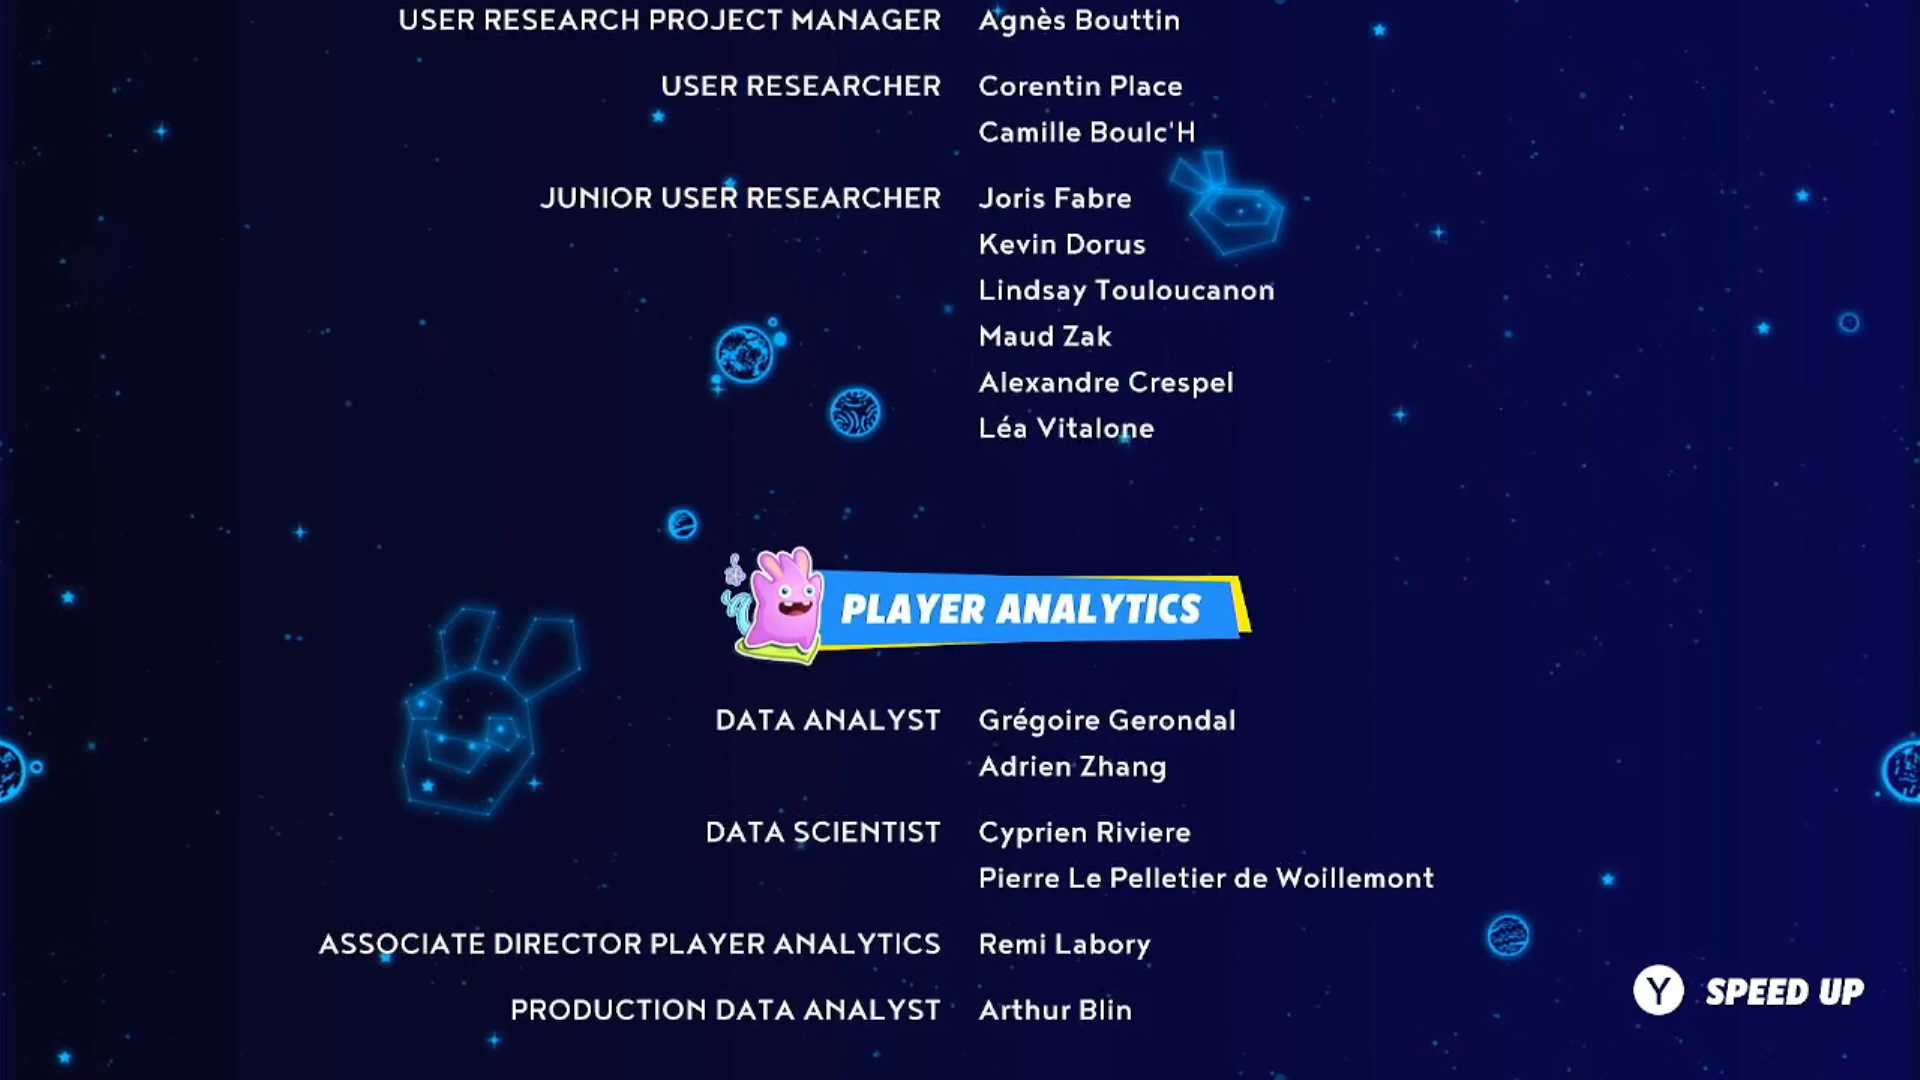 USER RESEARCH PROJECT MANAGER Agnès Bouttin
USER RESEARCHER Corentin Place
Camille Boulc'H
JUNIOR USER RESEARCHER Joris Fabre
Kevin Dorus
Lindsay Touloucanon
Maud Zak
Alexandre Crespel
Léa Vitalone
PLAYER ANALYTICS
DATA ANALYST Grégoire Gerondal
Adrien Zhang
DATA SCIENTIST Cyprien Riviere
Pierre Le Pelletier de Woillemont
ASSOCIATE DIRECTOR PLAYER ANALYTICS Remi Labory
PRODUCTION DATA ANALYST Arthur Blin
Y SPEED UP